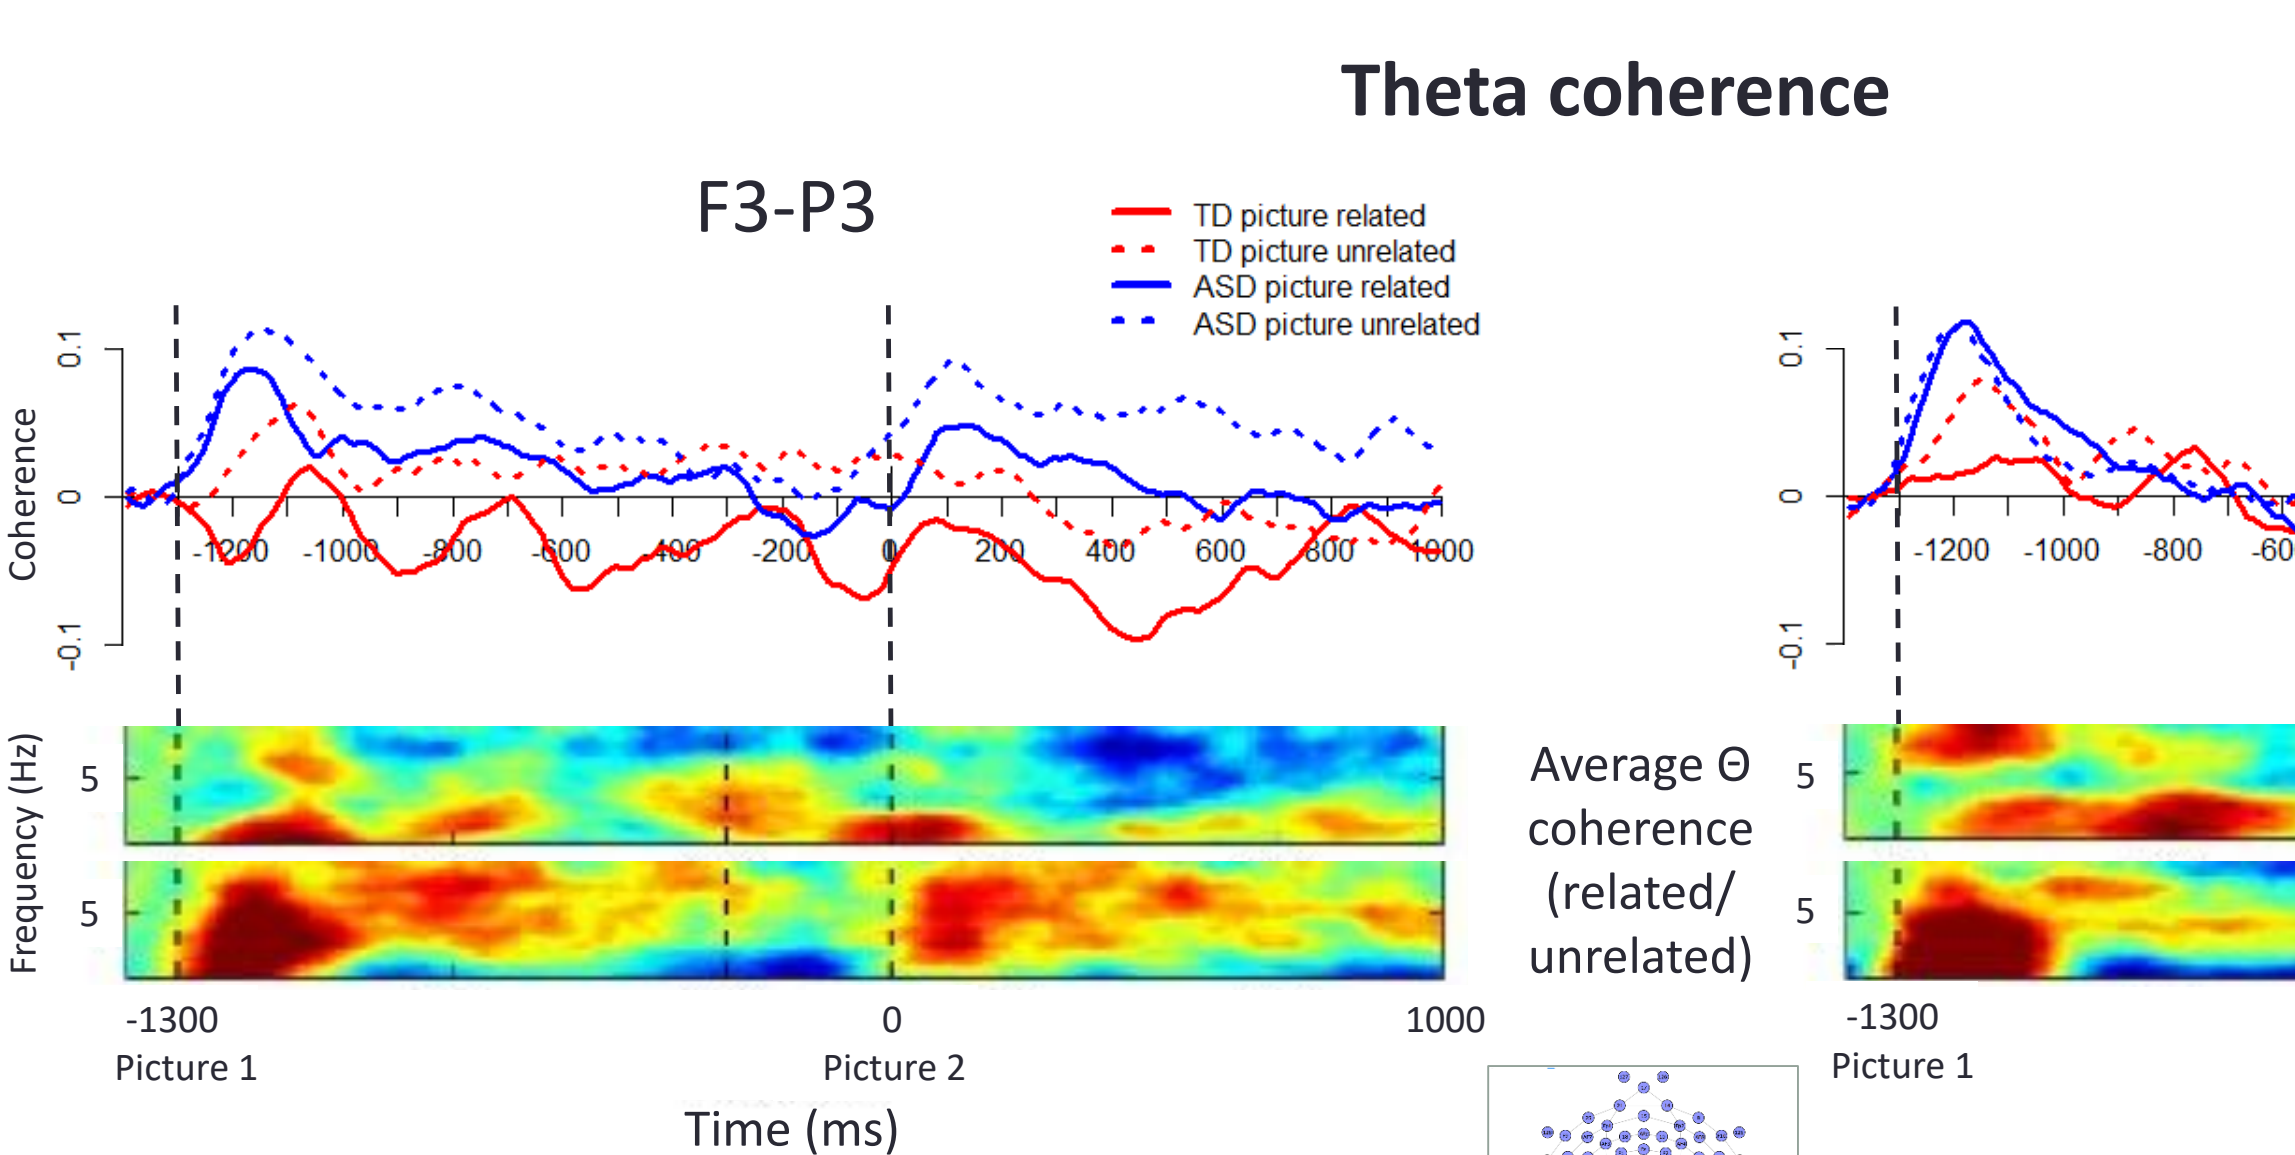 Theta coherence
F3-P3
TD picture related
TD picture unrelated
ASD picture related
ASD picture unrelated
Coherence
0.1
0
-0.1
-1200 -1000 -800 -600 -400 -200 0 200 400 600 800 1000
0.1
0
-0.1
-1200 -1000 -800
Frequency (Hz)
5
5
Average Θ
coherence
(related/
unrelated)
5
5
-1300 0 1000
Picture 1 Picture 2
Time (ms)
-1300
Picture 1